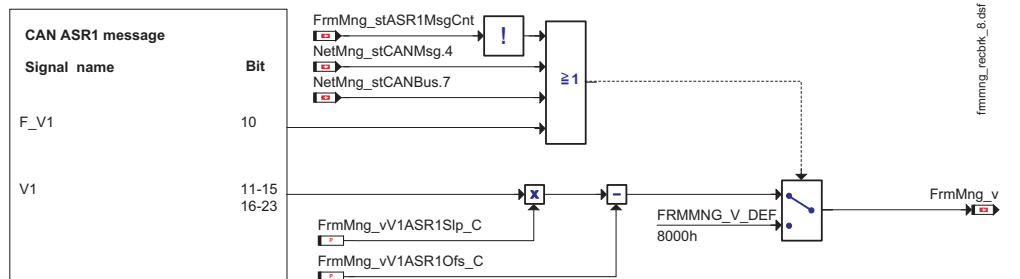 CAN ASR1 message
Signal name Bit
F_V1 10
V1 11-15
16-23
FrmMng_stASR1MsgCnt
!
NetMng_stCANMsg.4
NetMng_stCANBus.7
≧1
x
-
FrmMng_vV1ASR1Slp_C
P
FrmMng_vV1ASR1Ofs_C
P
FRMMNG_V_DEF
8000h
FrmMng_v
frmmng_recbrk_8.dsf